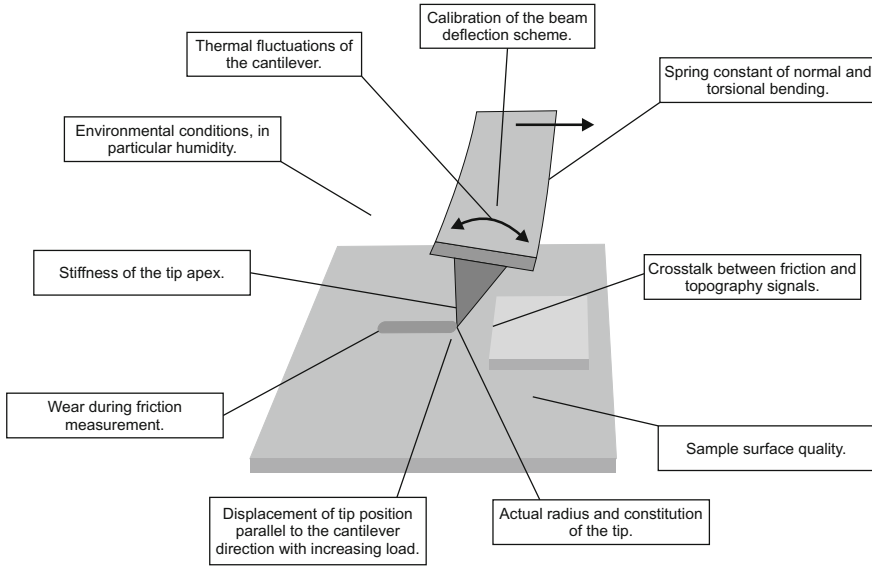 Calibration of the beam
deflection scheme.
Thermal fluctuations of
the cantilever.
Spring constant of normal and
torsional bending.
Environmental conditions, in
particular humidity.
Stiffness of the tip apex.
Crosstalk between friction and
topography signals.
Wear during friction
measurement.
Sample surface quality.
Displacement of tip position
parallel to the cantilever
direction with increasing load.
Actual radius and constitution
of the tip.